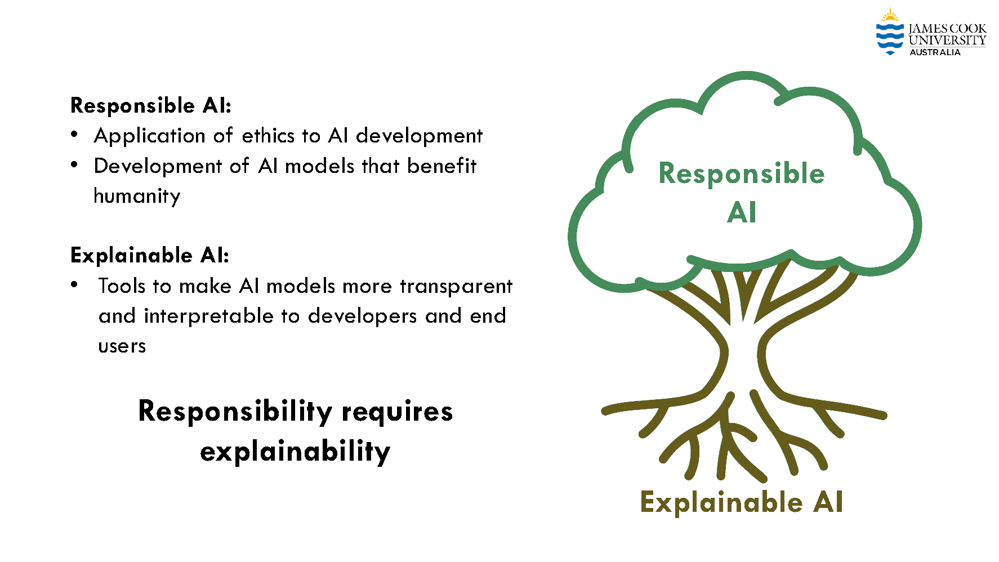 JAMES COOK
UNIVERSITY
AUSTRALIA
Responsible AI:
• Application of ethics to AI development
• Development of AI models that benefit
humanity
Explainable AI:
• Tools to make AI models more transparent
and interpretable to developers and end
users
Responsibility requires
explainability
Responsible
AI
Explainable AI